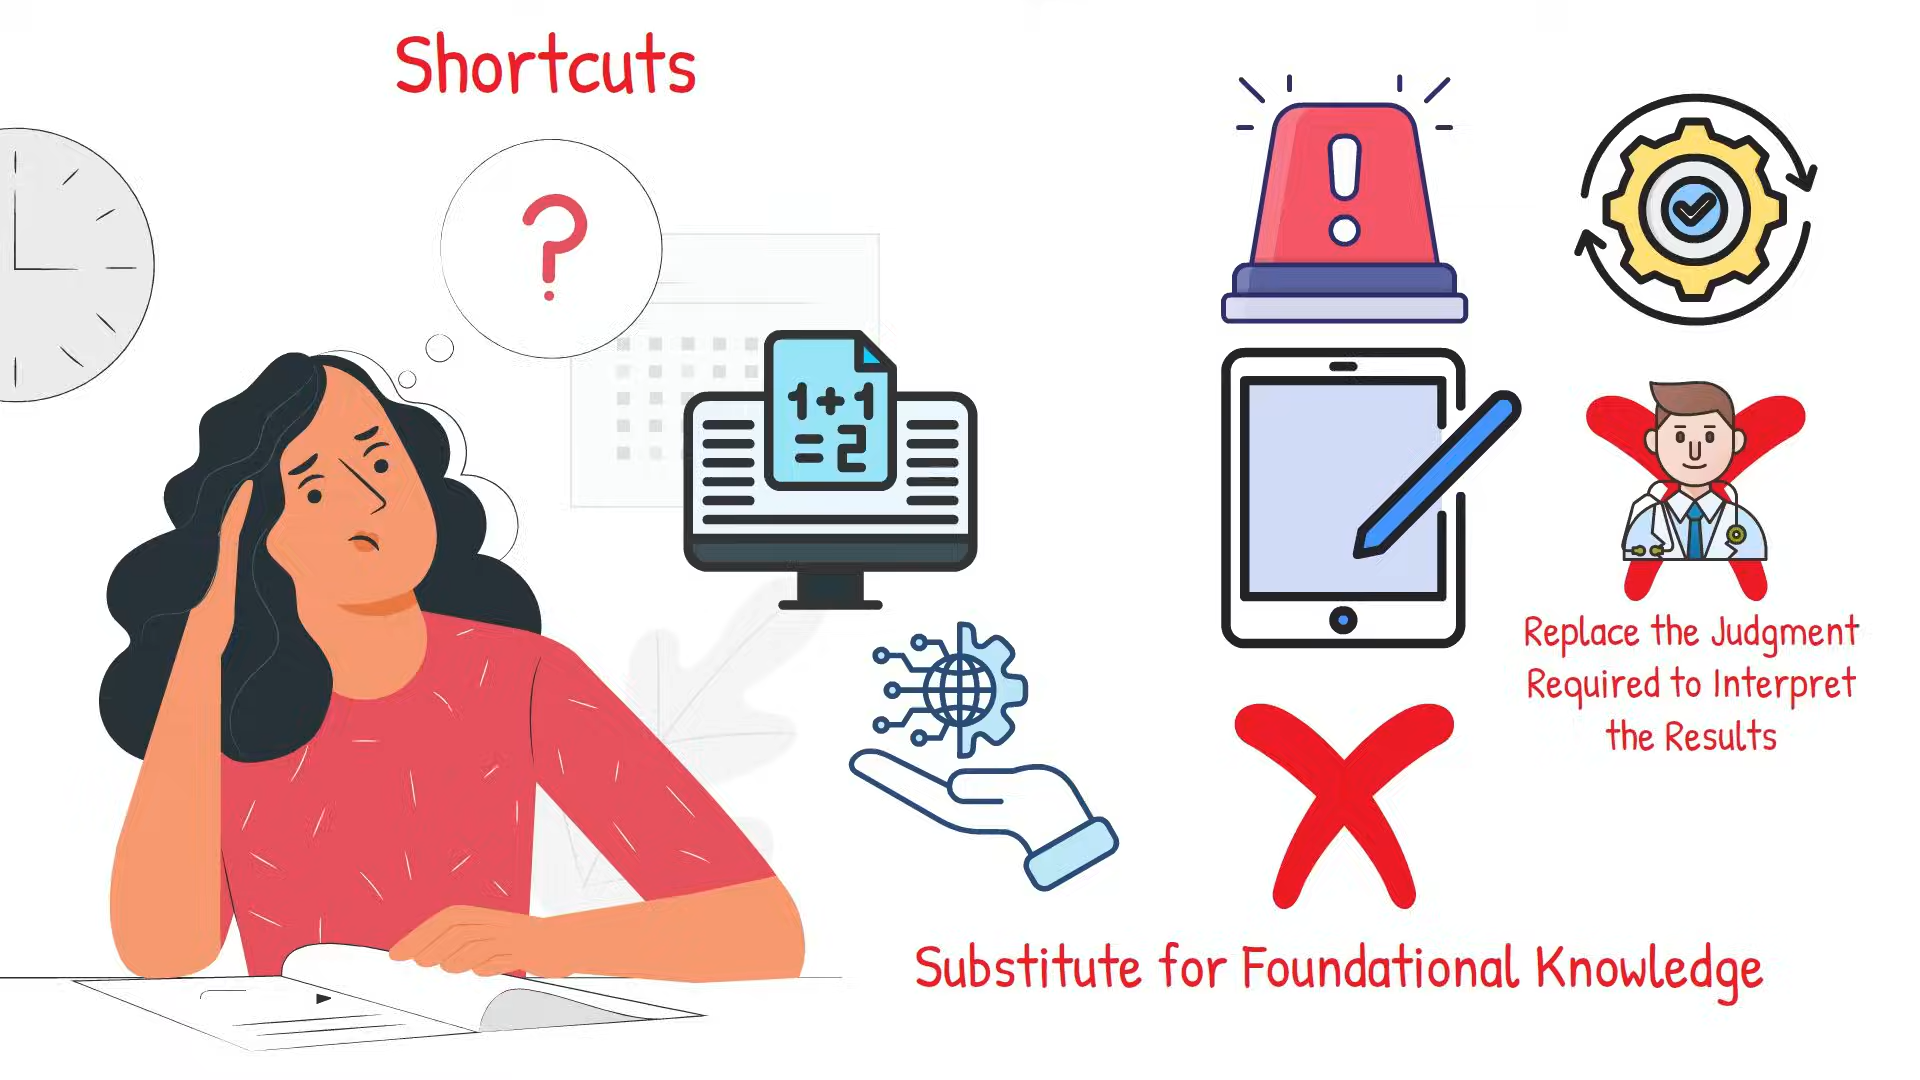 Shortcuts
?
1+1
=2
!
Replace the Judgment
Required to Interpret
the Results
Substitute for Foundational Knowledge